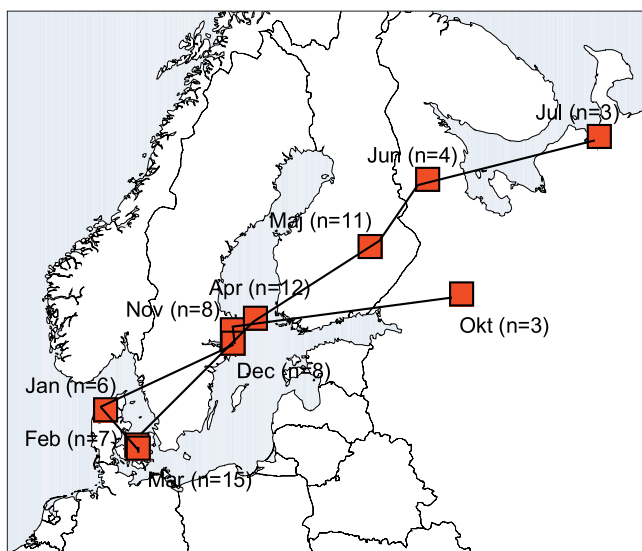 Jul (n=3)
Jun (n=4)
Maj (n=11)
Apr (n=12)
Nov (n=8)
Okt (n=3)
Dec (n=8)
Jan (n=6)
Feb (n=7)
Mar (n=15)